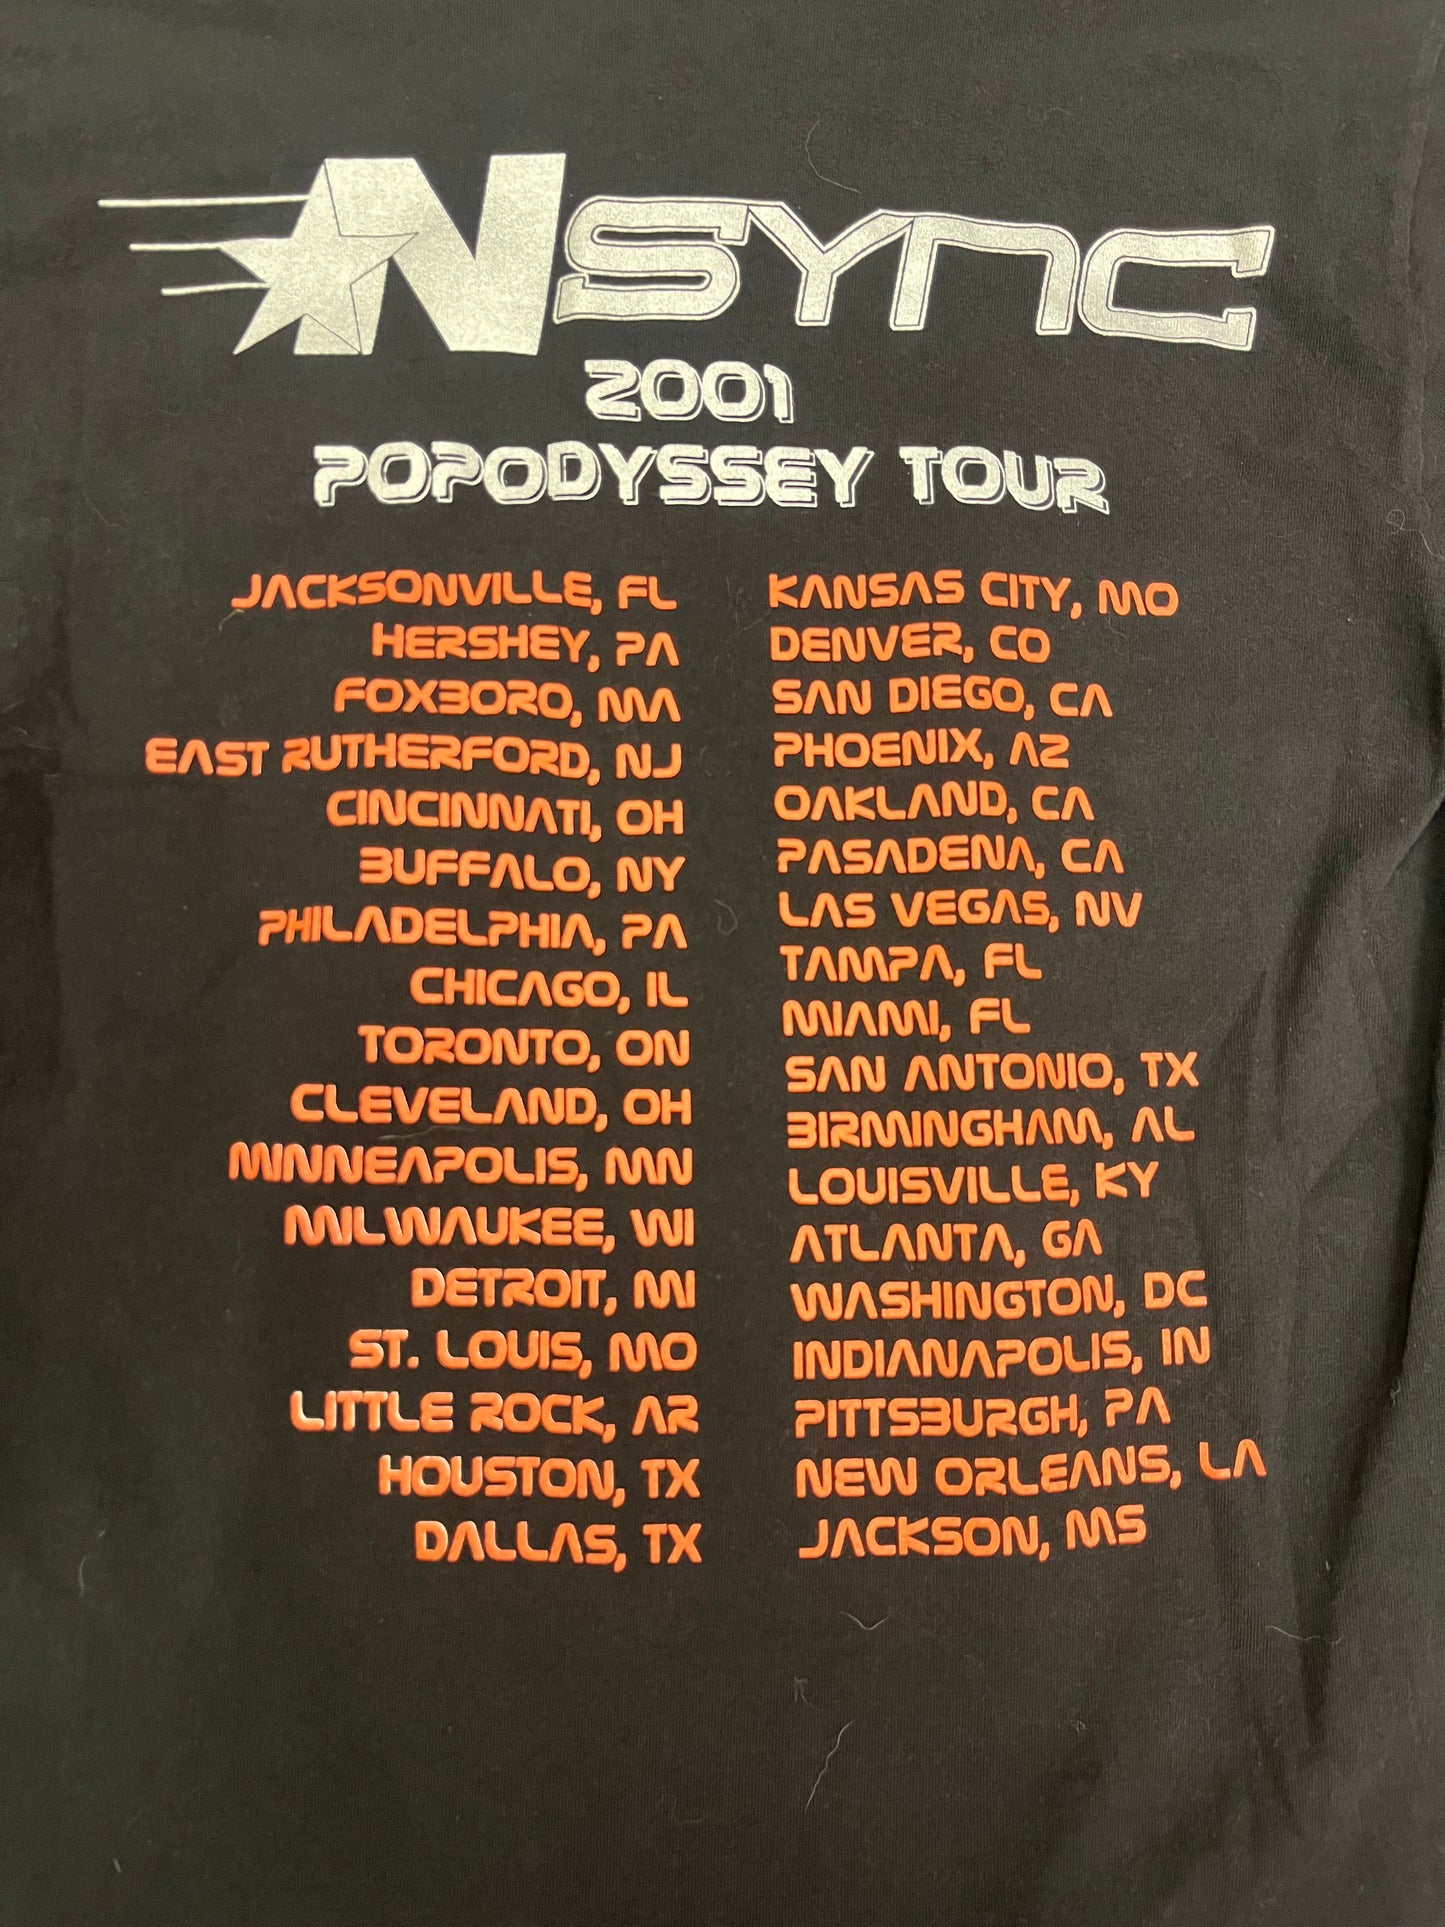 *NSYNC
2001
POPODYSSEY TOUR
JACKSONVILLE, FL
HERSHEY, PA
FOXBORO, MA
EAST RUTHERFORD, NJ
CINCINNATI, OH
BUFFALO, NY
PHILADELPHIA, PA
CHICAGO, IL
TORONTO, ON
CLEVELAND, OH
MINNEAPOLIS, MN
MILWAUKEE, WI
DETROIT, MI
ST. LOUIS, MO
LITTLE ROCK, AR
HOUSTON, TX
DALLAS, TX
KANSAS CITY, MO
DENVER, CO
SAN DIEGO, CA
PHOENIX, AZ
OAKLAND, CA
PASADENA, CA
LAS VEGAS, NV
TAMPA, FL
MIAMI, FL
SAN ANTONIO, TX
BIRMINGHAM, AL
LOUISVILLE, KY
ATLANTA, GA
WASHINGTON, DC
INDIANAPOLIS, IN
PITTSBURGH, PA
NEW ORLEANS, LA
JACKSON, MS